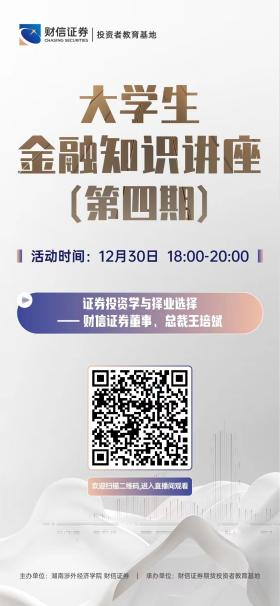 财信证券 | 投资者教育基地
CHASING SECURITIES
大学生
金融知识讲座
(第四期)
活动时间：12月30日 18:00-20:00
证券投资学与择业选择
—— 财信证券董事、总裁王培斌
欢迎扫描二维码,进入直播间观看
主办单位：湖南涉外经济学院 财信证券 | 承办单位：财信证券期货投资者教育基地